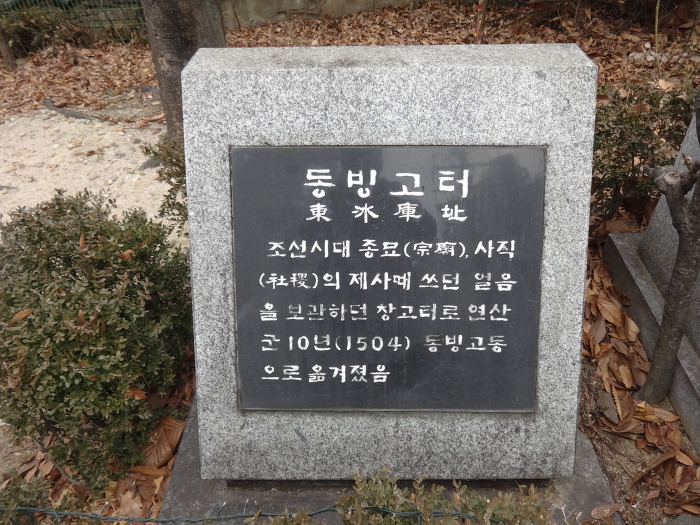 동빙고터
東氷庫址
조선시대 종묘(宗廟), 사직
(社稷)의 제사때 쓰던 얼음
을 보관하던 창고터로 연산
군10년(1504) 동빙고동
으로 옮겨졌음